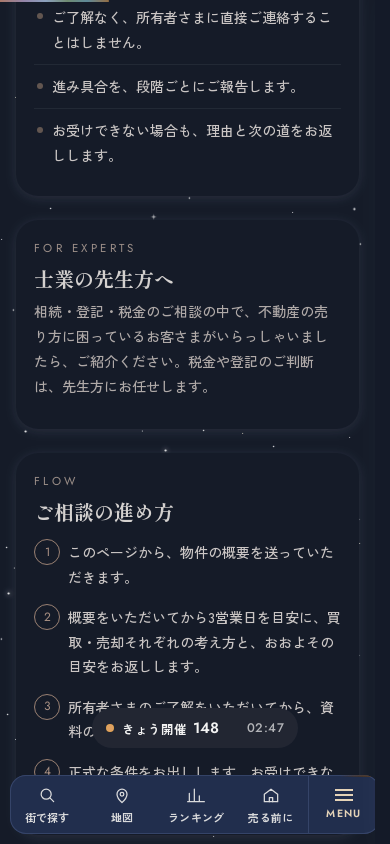 ご了解なく、所有者さまに直接ご連絡するこ
とはしません。
進み具合を、段階ごとにご報告します。
お受けできない場合も、理由と次の道をお返
しします。
FOR EXPERTS
士業の先生方へ
相続・登記・税金のご相談の中で、不動産の売
り方に困っているお客さまがいらっしゃいまし
たら、ご紹介ください。税金や登記のご判断
は、先生方にお任せします。
FLOW
ご相談の進め方
1 このページから、物件の概要を送っていた
だきます。
2 概要をいただいてから3営業日を目安に、買
取・売却それぞれの考え方と、おおよその
目安をお返しします。
3 所有者さまのご了解をいただいてから、資
料の
きょう開催 148 02:47
4 正式な条件をお出しします。お受けできな
街で探す
地図
ランキング
売る前に
MENU